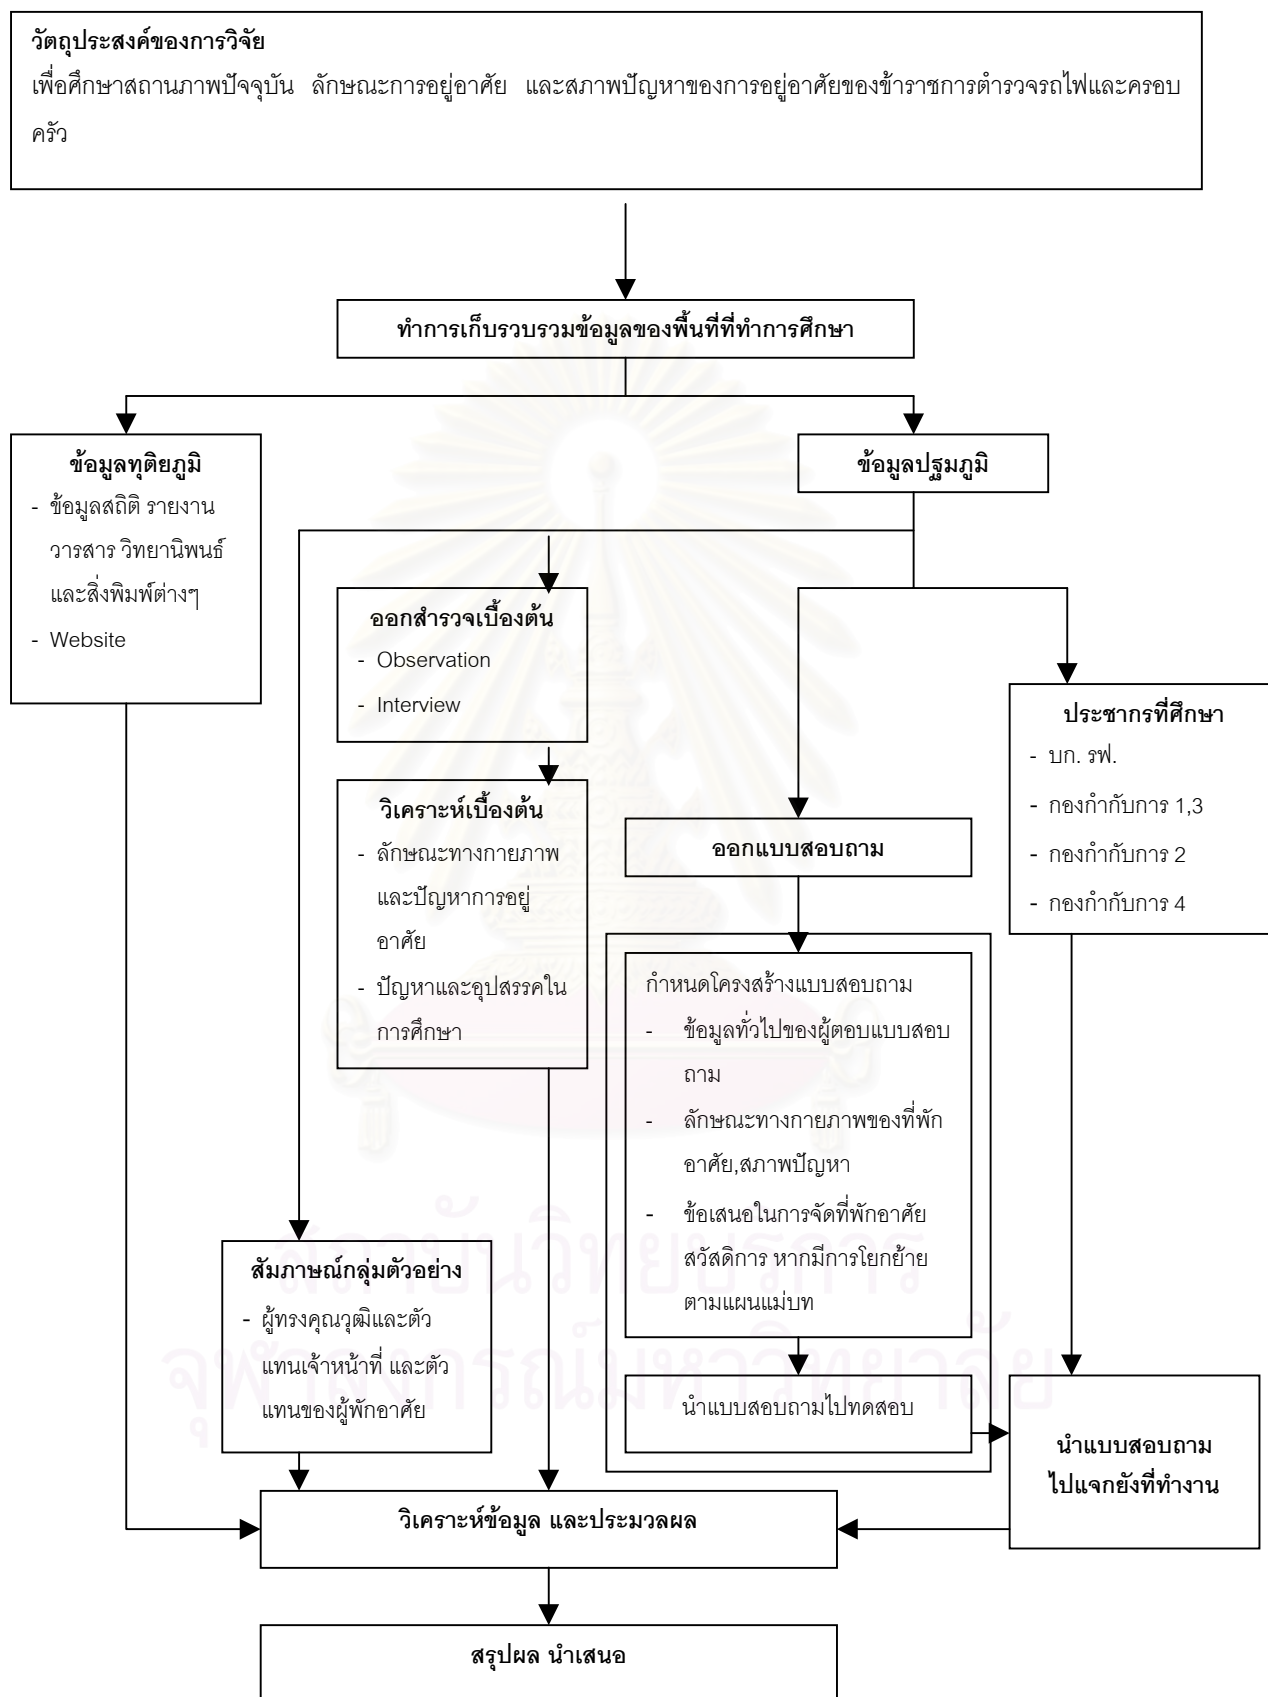 วัตถุประสงค์ของการวิจัย
เพื่อศึกษาสถานภาพปัจจุบัน ลักษณะการอยู่อาศัย และสภาพปัญหาของการอยู่อาศัยของข้าราชการตำรวจรถไฟและครอบ
ครัว
ทำการเก็บรวบรวมข้อมูลของพื้นที่ที่ทำการศึกษา
ข้อมูลทุติยภูมิ
- ข้อมูลสถิติ รายงาน
วารสาร วิทยานิพนธ์
และสิ่งพิมพ์ต่างๆ
- Website
ข้อมูลปฐมภูมิ
ออกสำรวจเบื้องต้น
- Observation
- Interview
วิเคราะห์เบื้องต้น
- ลักษณะทางกายภาพ
และปัญหาการอยู่
อาศัย
- ปัญหาและอุปสรรคใน
การศึกษา
ออกแบบสอบถาม
ประชากรที่ศึกษา
- บก. รฟ.
- กองกำกับการ 1,3
- กองกำกับการ 2
- กองกำกับการ 4
กำหนดโครงสร้างแบบสอบถาม
- ข้อมูลทั่วไปของผู้ตอบแบบสอบ
ถาม
- ลักษณะทางกายภาพของที่พัก
อาศัย,สภาพปัญหา
- ข้อเสนอในการจัดที่พักอาศัย
สวัสดิการ หากมีการโยกย้าย
ตามแผนแม่บท
สัมภาษณ์กลุ่มตัวอย่าง
- ผู้ทรงคุณวุฒิและตัว
แทนเจ้าหน้าที่ และตัว
แทนของผู้พักอาศัย
นำแบบสอบถามไปทดสอบ
นำแบบสอบถาม
ไปแจกยังที่ทำงาน
วิเคราะห์ข้อมูล และประมวลผล
สรุปผล นำเสนอ
สถาบันวิทยบริการ
จุฬาลงกรณ์มหาวิทยาลัย